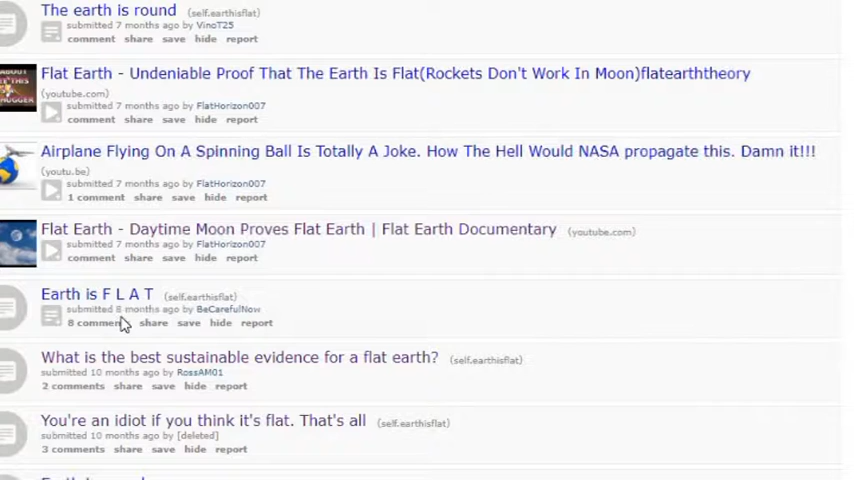 The earth is round (self.earthisflat)
submitted 7 months ago by VinoT25
comment share save hide report
Flat Earth - Undeniable Proof That The Earth Is Flat(Rockets Don't Work In Moon)flatearththeory
(youtube.com)
submitted 7 months ago by FlatHorizon007
comment share save hide report
Airplane Flying On A Spinning Ball Is Totally A Joke. How The Hell Would NASA propagate this. Damn it!!!
(youtu.be)
submitted 7 months ago by FlatHorizon007
1 comment share save hide report
Flat Earth - Daytime Moon Proves Flat Earth | Flat Earth Documentary (youtube.com)
submitted 7 months ago by FlatHorizon007
comment share save hide report
Earth is F L A T (self.earthisflat)
submitted 8 months ago by BeCarefulNow
8 comments share save hide report
What is the best sustainable evidence for a flat earth? (self.earthisflat)
submitted 10 months ago by RossAM01
2 comments share save hide report
You're an idiot if you think it's flat. That's all (self.earthisflat)
submitted 10 months ago by [deleted]
3 comments share save hide report